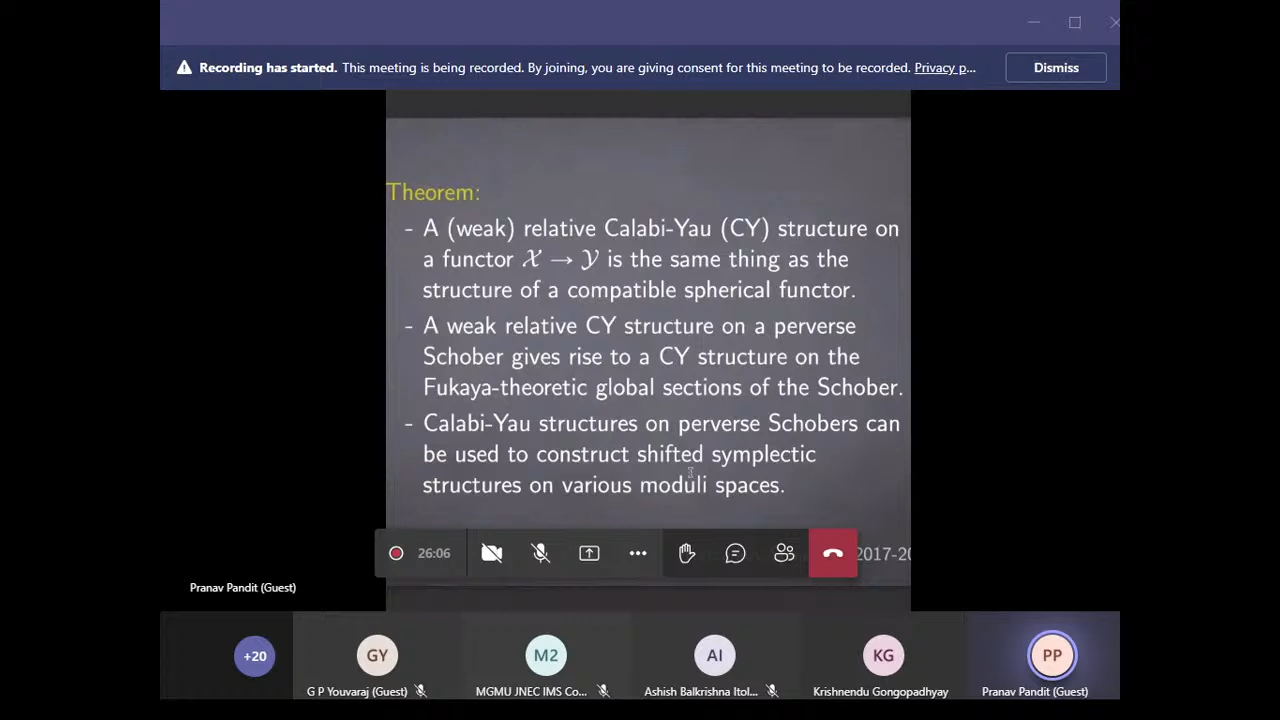 Recording has started. This meeting is being recorded. By joining, you are giving consent for this meeting to be recorded. Privacy p... Dismiss
Theorem:
- A (weak) relative Calabi-Yau (CY) structure on
a functor 𝒳 → 𝒴 is the same thing as the
structure of a compatible spherical functor.
- A weak relative CY structure on a perverse
Schober gives rise to a CY structure on the
Fukaya-theoretic global sections of the Schober.
- Calabi-Yau structures on perverse Schobers can
be used to construct shifted symplectic
structures on various moduli spaces.
26:06
2017-20
Pranav Pandit (Guest)
+20 GY M2 AI KG PP
G P Youvaraj (Guest) MGMU JNEC IMS Co... Ashish Balkrishna Itol... Krishnendu Gongopadhyay Pranav Pandit (Guest)